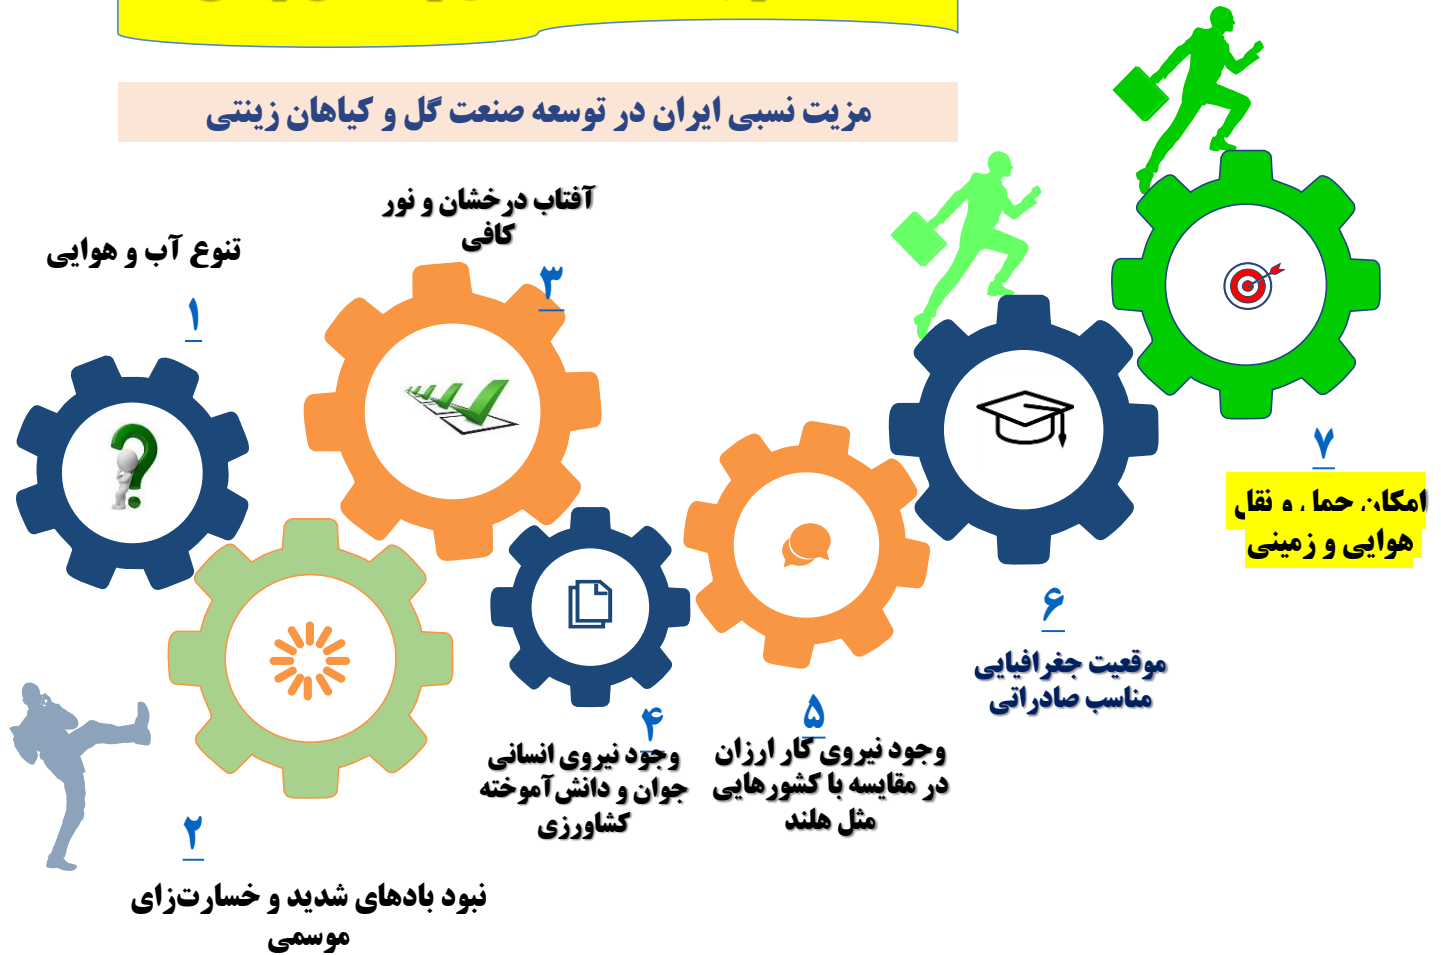 مزیت نسبی ایران در توسعه صنعت گل و کیاهان زینتی
تنوع آب و هوایی
۱
نبود بادهای شدید و خسارت‌زای
موسمی
۲
آفتاب درخشان و نور
کافی
۳
۴
وجود نیروی انسانی
جوان و دانش‌آموخته
کشاورزی
۵
وجود نیروی کار ارزان
در مقایسه با کشورهایی
مثل هلند
۶
موقعیت جغرافیایی
مناسب صادراتی
۷
امکان حمل و نقل
هوایی و زمینی